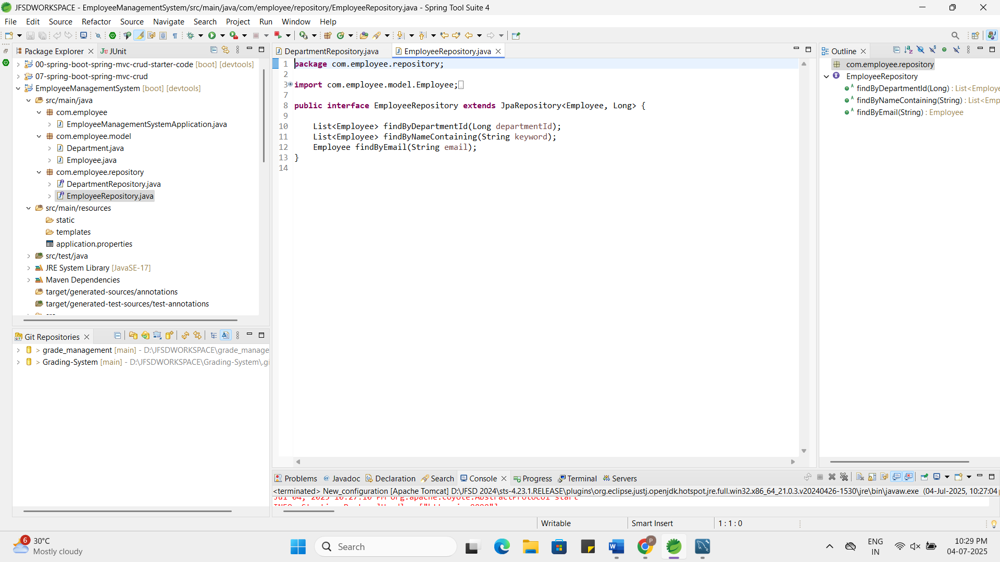 JFSDWORKSPACE - EmployeeManagementSystem/src/main/java/com/employee/repository/EmployeeRepository.java - Spring Tool Suite 4
File Edit Source Refactor Source Navigate Search Project Run Window Help
Package Explorer
JUnit
00-spring-boot-spring-mvc-crud-starter-code [boot] [devtools]
07-spring-boot-spring-mvc-crud
EmployeeManagementSystem [boot] [devtools]
src/main/java
com.employee
EmployeeManagementSystemApplication.java
com.employee.model
Department.java
Employee.java
com.employee.repository
DepartmentRepository.java
EmployeeRepository.java
src/main/resources
static
templates
application.properties
src/test/java
JRE System Library [JavaSE-17]
Maven Dependencies
target/generated-sources/annotations
target/generated-test-sources/test-annotations
Git Repositories
> grade_management [main] - D:\JFSDWORKSPACE\grade_manage
> Grading-System [main] - D:\JFSDWORKSPACE\Grading-System\.gi
DepartmentRepository.java
EmployeeRepository.java
1 package com.employee.repository;
2
3 import com.employee.model.Employee;
7
8 public interface EmployeeRepository extends JpaRepository<Employee, Long> {
9
10 List<Employee> findByDepartmentId(Long departmentId);
11 List<Employee> findByNameContaining(String keyword);
12 Employee findByEmail(String email);
13 }
14
Outline
com.employee.repository
EmployeeRepository
findByDepartmentId(Long) : List<Employe
findByNameContaining(String) : List<Emp
findByEmail(String) : Employee
Problems
Javadoc
Declaration
Search
Console
Progress
Terminal
Servers
<terminated> New_configuration [Apache Tomcat] D:\JFSD 2024\sts-4.23.1.RELEASE\plugins\org.eclipse.justj.openjdk.hotspot.jre.full.win32.x86_64_21.0.3.v20240426-1530\jre\bin\javaw.exe (04-Jul-2025, 10:27:04
Jul 04, 2025 10:27:10 PM org.apache.coyote.AbstractProtocol start
Writable
Smart Insert
1 : 1 : 0
6
30°C
Mostly cloudy
Search
P
ENG
IN
10:29 PM
04-07-2025